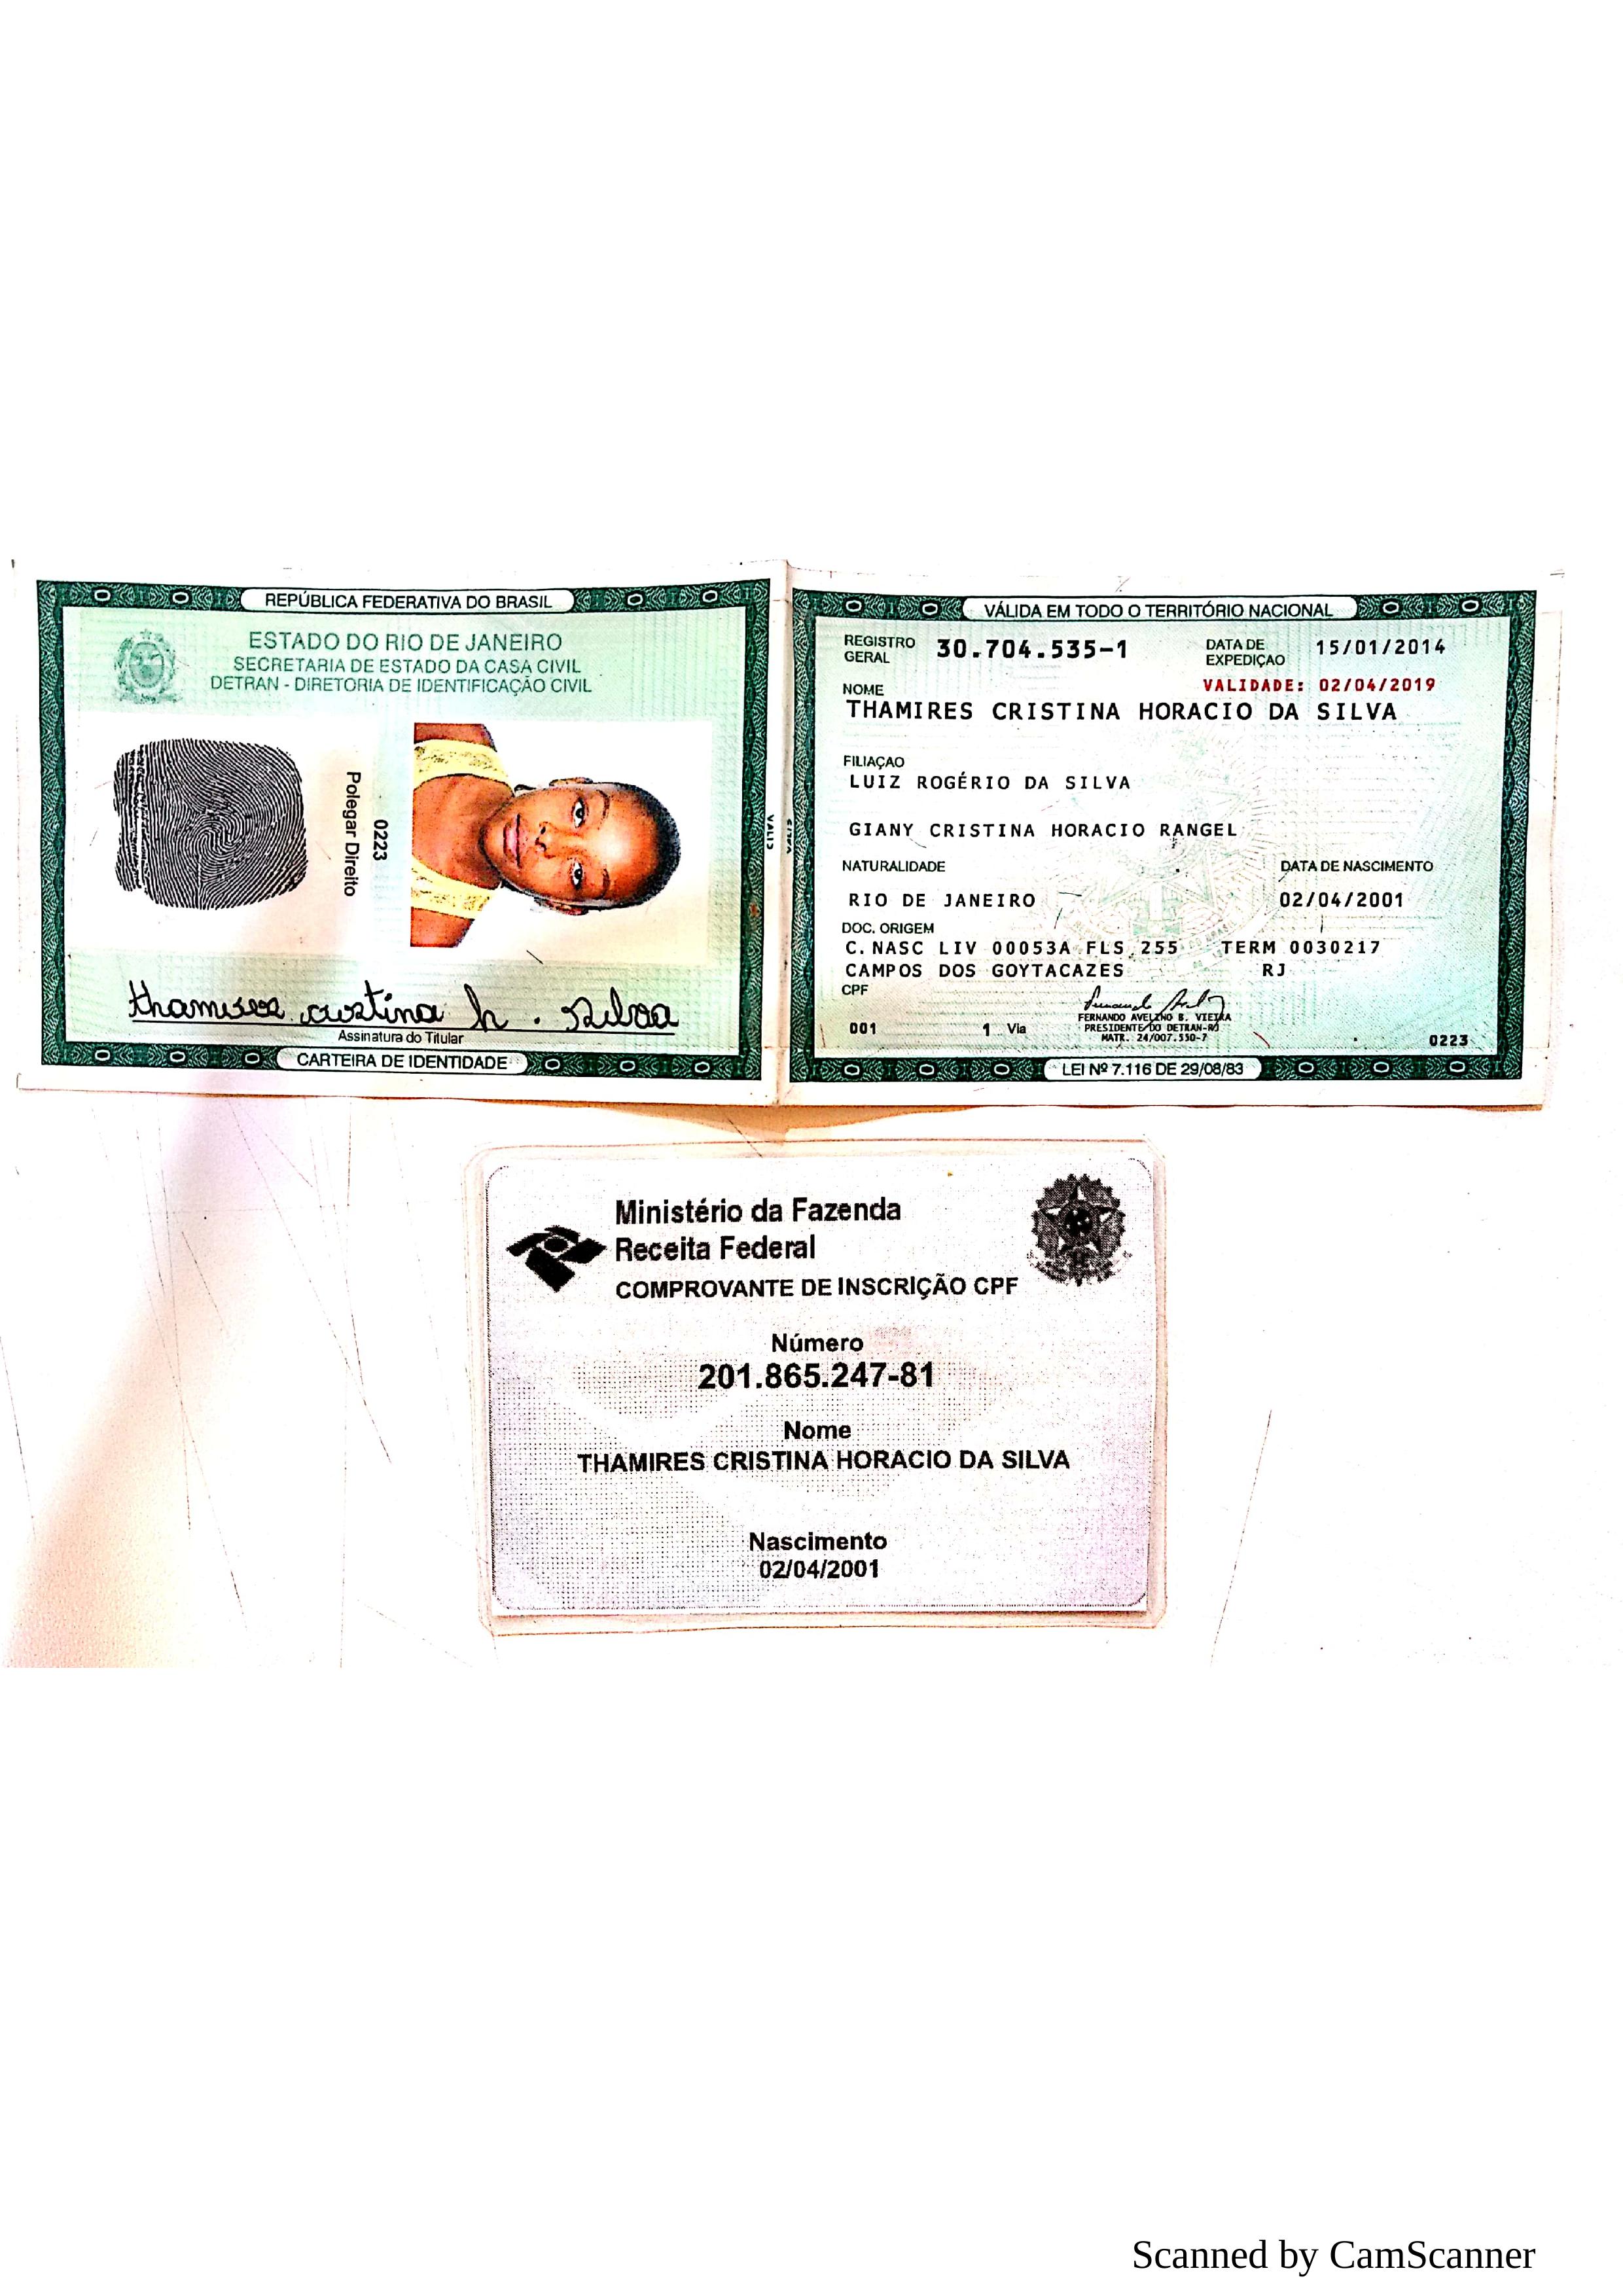 REPÚBLICA FEDERATIVA DO BRASIL
ESTADO DO RIO DE JANEIRO
SECRETARIA DE ESTADO DA CASA CIVIL
DETRAN - DIRETORIA DE IDENTIFICAÇÃO CIVIL
0223
Polegar Direito
thamires cristina h. Silva
Assinatura do Titular
CARTEIRA DE IDENTIDADE
VÁLIDA EM TODO O TERRITÓRIO NACIONAL
REGISTRO GERAL 30.704.535-1 DATA DE EXPEDIÇAO 15/01/2014
VALIDADE: 02/04/2019
NOME
THAMIRES CRISTINA HORACIO DA SILVA
FILIAÇAO
LUIZ ROGÉRIO DA SILVA
GIANY CRISTINA HORACIO RANGEL
NATURALIDADE DATA DE NASCIMENTO
RIO DE JANEIRO 02/04/2001
DOC. ORIGEM
C.NASC LIV 00053A FLS 255 TERM 0030217
CAMPOS DOS GOYTACAZES RJ
CPF
001 1 Via
FERNANDO AVELINO B. VIEIRA
PRESIDENTE DO DETRAN-RJ
MATR. 24/007.350-7
0223
LEI Nº 7.116 DE 29/08/83
Ministério da Fazenda
Receita Federal
COMPROVANTE DE INSCRIÇÃO CPF
Número
201.865.247-81
Nome
THAMIRES CRISTINA HORACIO DA SILVA
Nascimento
02/04/2001
Scanned by CamScanner